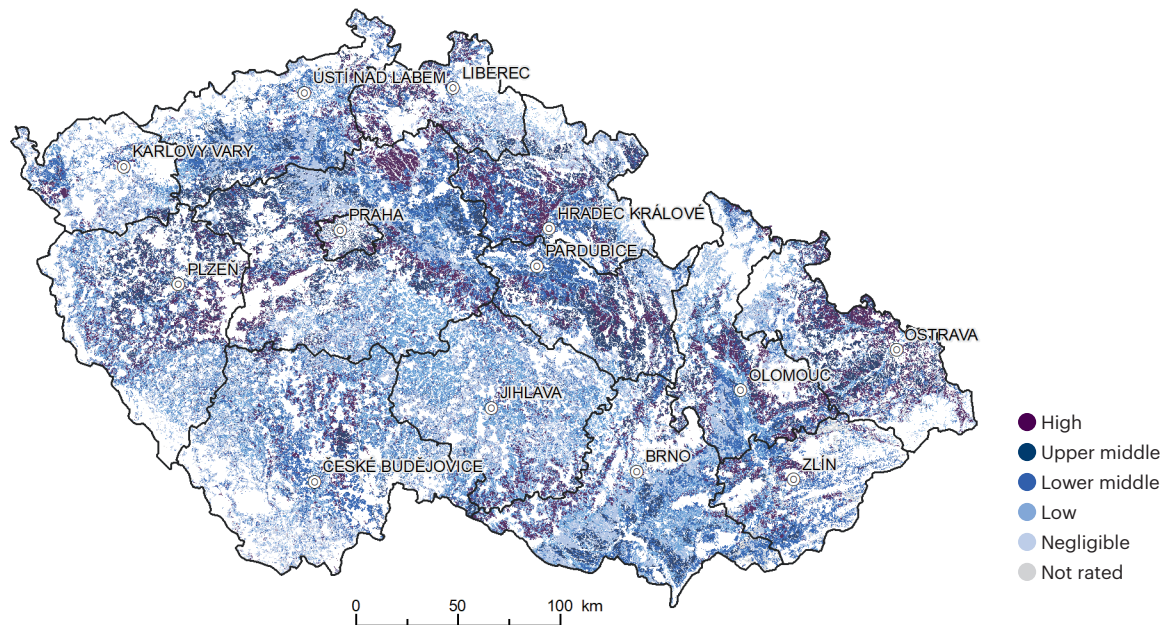 ÚSTÍ NAD LABEM
LIBEREC
KARLOVY VARY
PRAHA
HRADEC KRÁLOVÉ
PARDUBICE
PLZEN
OSTRAVA
OLOMOUC
JIHLAVA
BRNO
ZLÍN
ČESKÉ BUDĚJOVICE
High
Upper middle
Lower middle
Low
Negligible
Not rated
0 50 100 km